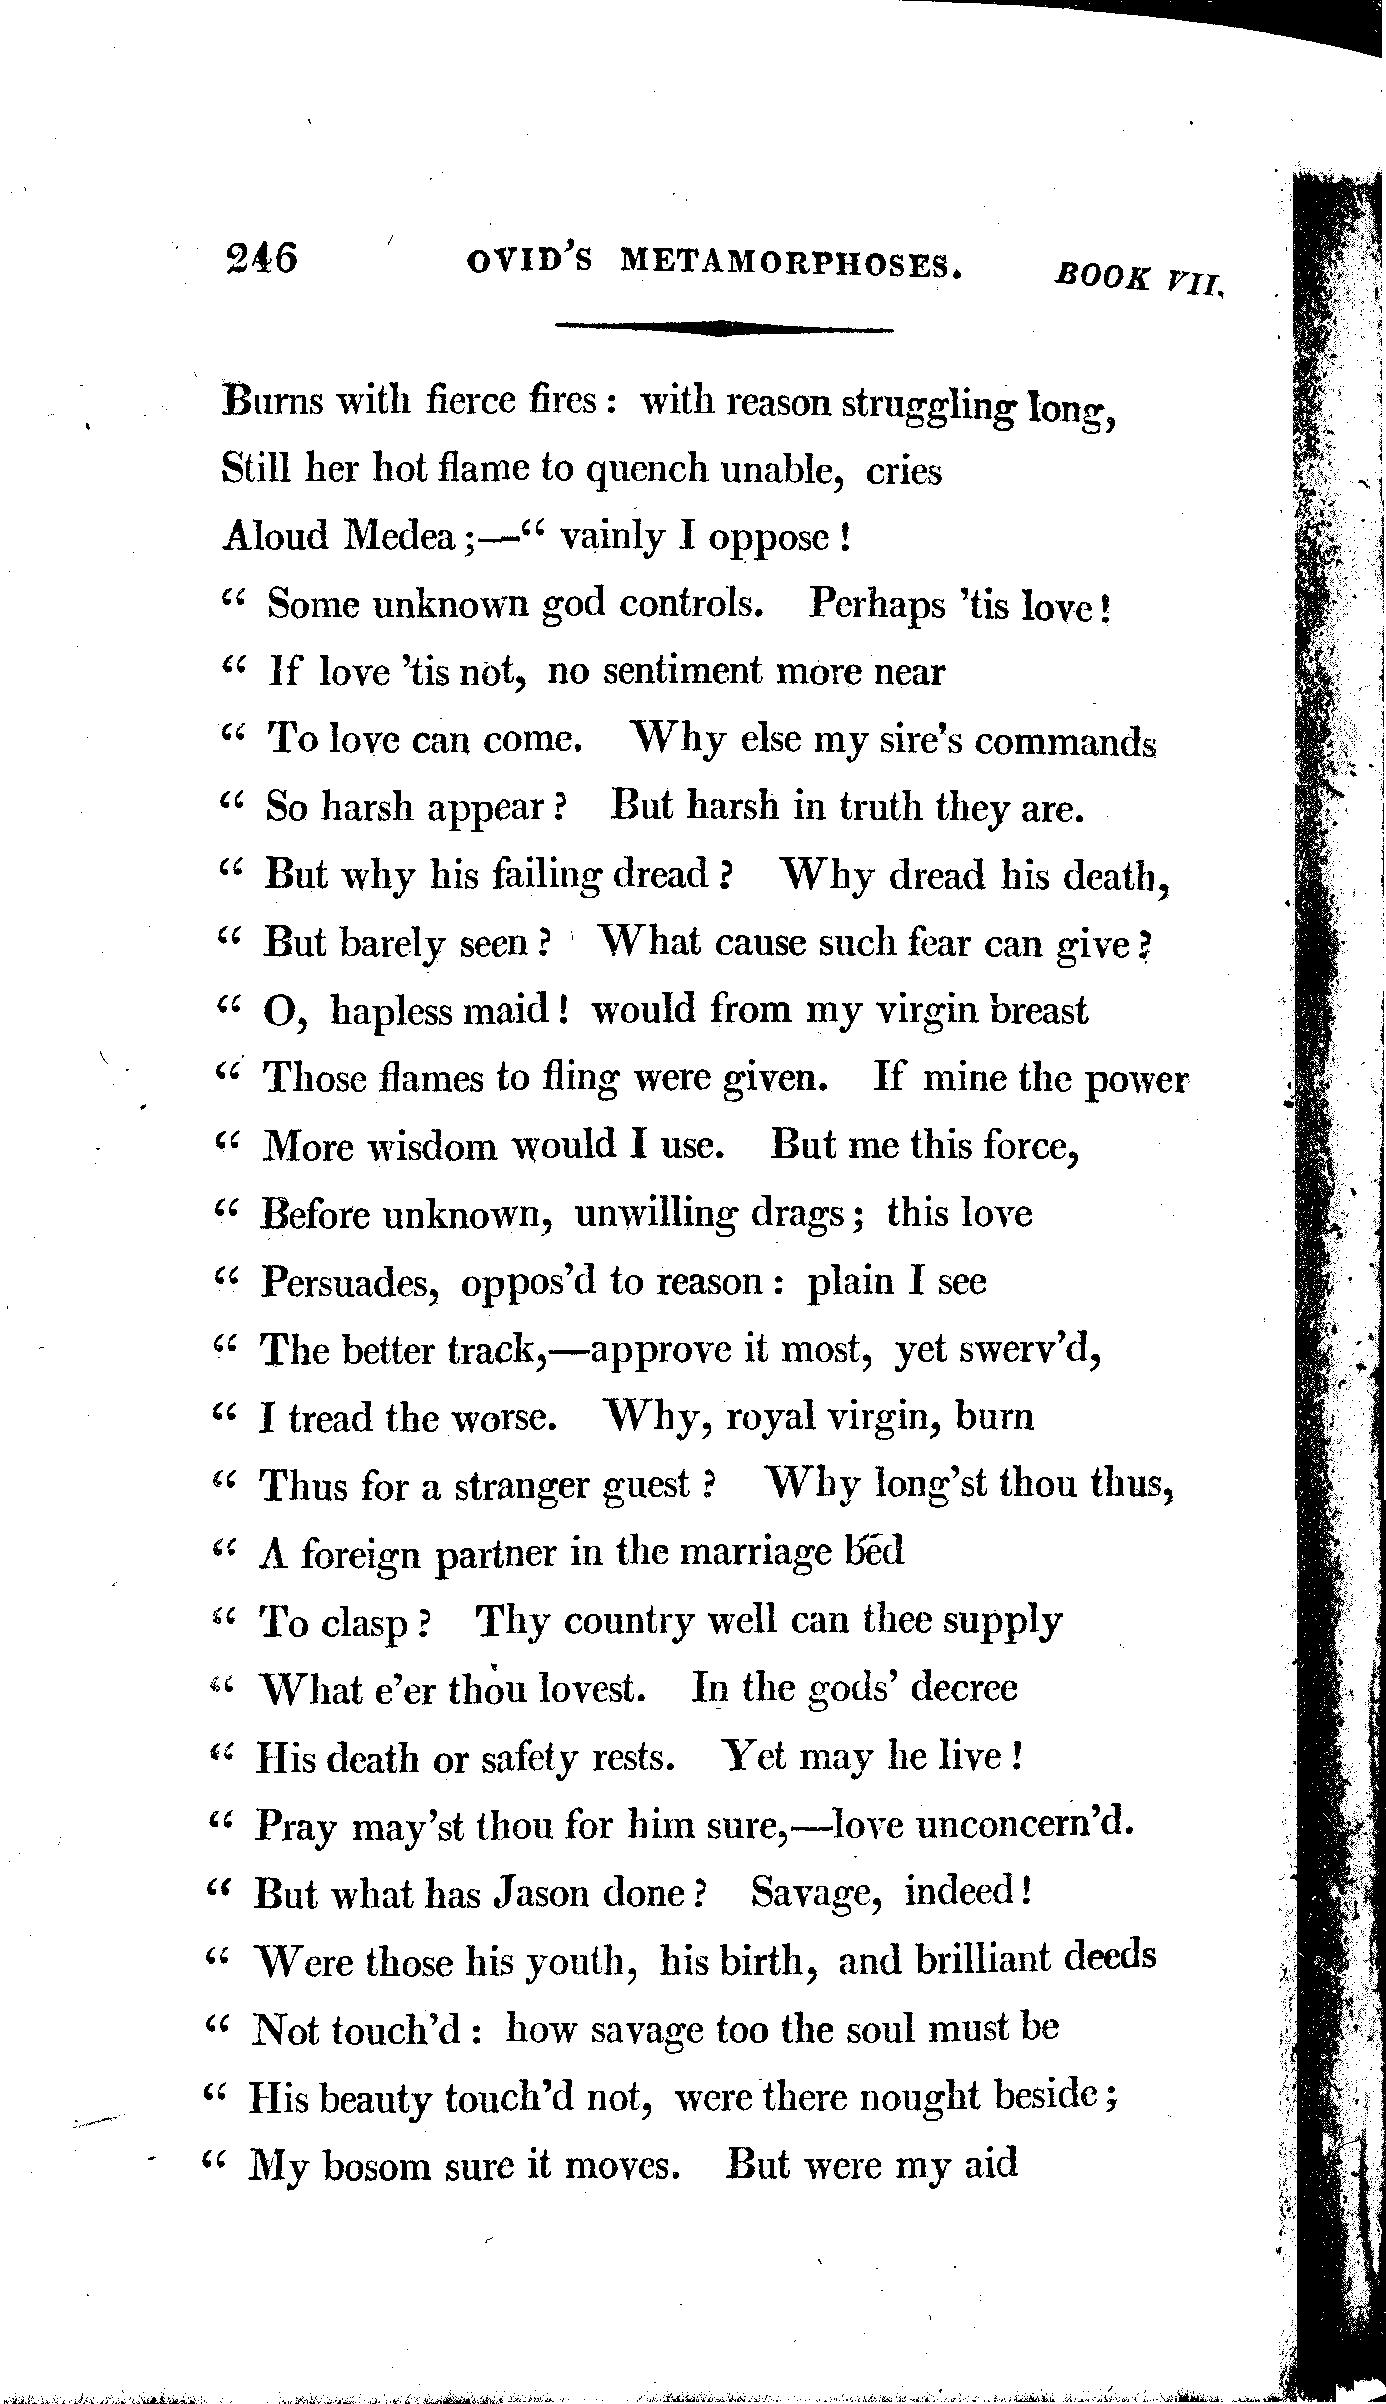 246 OVID'S METAMORPHOSES. BOOK VII.
Burns with fierce fires : with reason struggling long,
Still her hot flame to quench unable, cries
Aloud Medea ;—“ vainly I oppose !
“ Some unknown god controls. Perhaps 'tis love !
“ If love 'tis not, no sentiment more near
“ To love can come. Why else my sire's commands
“ So harsh appear ? But harsh in truth they are.
“ But why his failing dread ? Why dread his death,
“ But barely seen ? What cause such fear can give ?
“ O, hapless maid ! would from my virgin breast
“ Those flames to fling were given. If mine the power
“ More wisdom would I use. But me this force,
“ Before unknown, unwilling drags ; this love
“ Persuades, oppos'd to reason : plain I see
“ The better track,—approve it most, yet swerv'd,
“ I tread the worse. Why, royal virgin, burn
“ Thus for a stranger guest ? Why long'st thou thus,
“ A foreign partner in the marriage bed
“ To clasp ? Thy country well can thee supply
“ What e'er thou lovest. In the gods' decree
“ His death or safety rests. Yet may he live !
“ Pray may'st thou for him sure,—love unconcern'd.
“ But what has Jason done ? Savage, indeed !
“ Were those his youth, his birth, and brilliant deeds
“ Not touch'd : how savage too the soul must be
“ His beauty touch'd not, were there nought beside ;
“ My bosom sure it moves. But were my aid